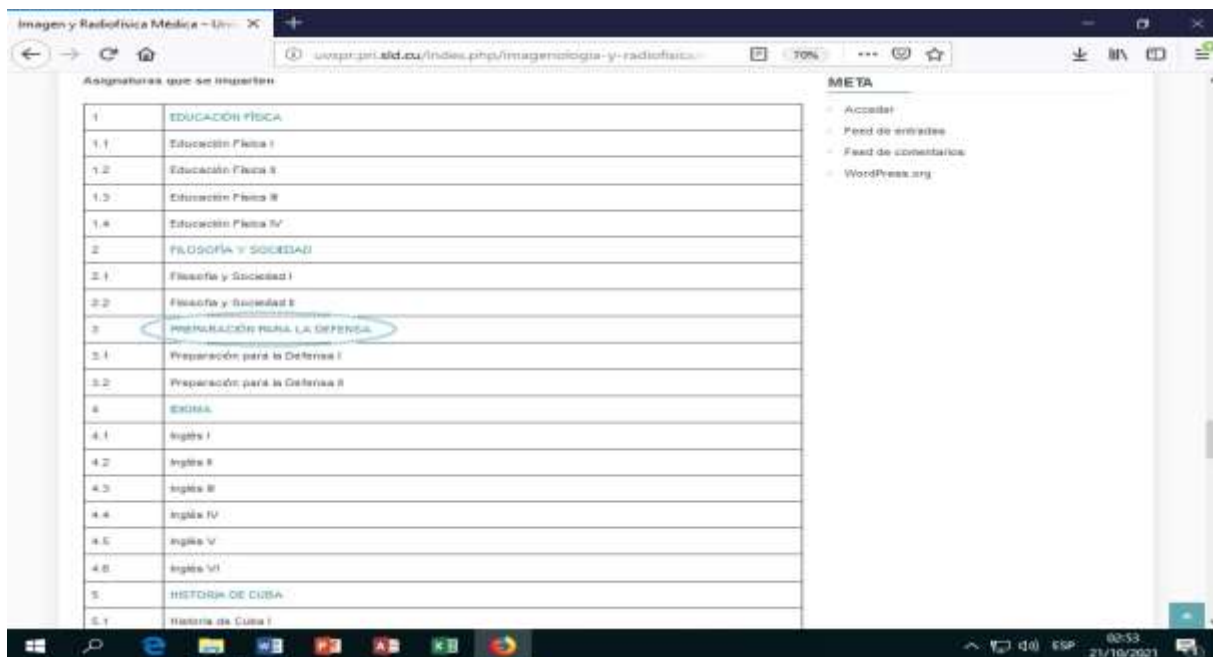 Imagen y Radiofísica Médica – Un
uvspr.pri.sld.cu/index.php/imagenologia-y-radiofisica
70%
Asignaturas que se imparten
1 EDUCACIÓN FÍSICA
1.1 Educación Física I
1.2 Educación Física II
1.3 Educación Física III
1.4 Educación Física IV
2 FILOSOFÍA Y SOCIEDAD
2.1 Filosofía y Sociedad I
2.2 Filosofía y Sociedad II
3 PREPARACIÓN PARA LA DEFENSA
3.1 Preparación para la Defensa I
3.2 Preparación para la Defensa II
4 IDIOMA
4.1 Inglés I
4.2 Inglés II
4.3 Inglés III
4.4 Inglés IV
4.5 Inglés V
4.6 Inglés VI
5 HISTORIA DE CUBA
5.1 Historia de Cuba I
META
Acceder
Feed de entradas
Feed de comentarios
WordPress.org
ESP
02:53
21/10/2021